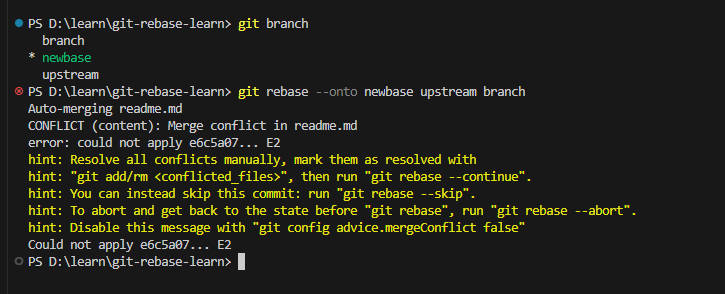 PS D:\learn\git-rebase-learn> git branch
branch
* newbase
upstream
PS D:\learn\git-rebase-learn> git rebase --onto newbase upstream branch
Auto-merging readme.md
CONFLICT (content): Merge conflict in readme.md
error: could not apply e6c5a07... E2
hint: Resolve all conflicts manually, mark them as resolved with
hint: "git add/rm <conflicted_files>", then run "git rebase --continue".
hint: You can instead skip this commit: run "git rebase --skip".
hint: To abort and get back to the state before "git rebase", run "git rebase --abort".
hint: Disable this message with "git config advice.mergeConflict false"
Could not apply e6c5a07... E2
PS D:\learn\git-rebase-learn>